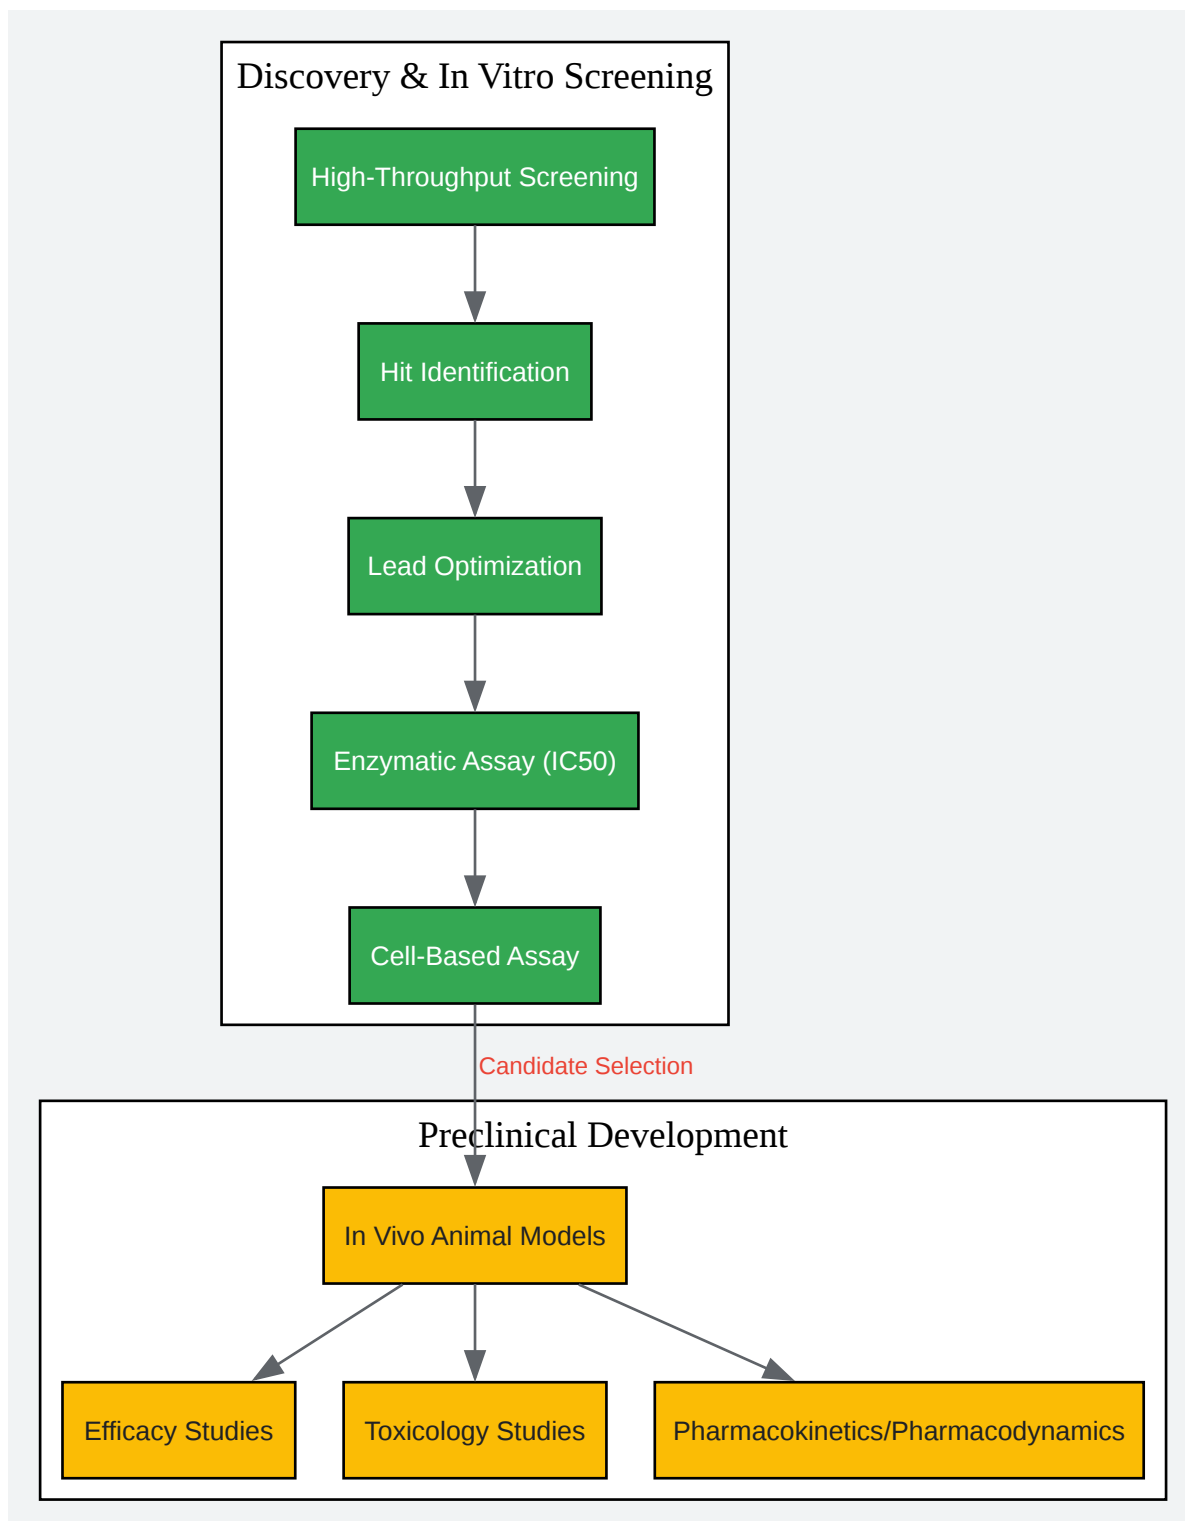 Discovery & In Vitro Screening
High-Throughput Screening
Hit Identification
Lead Optimization
Enzymatic Assay (IC50)
Cell-Based Assay
Candidate Selection
Preclinical Development
In Vivo Animal Models
Efficacy Studies
Toxicology Studies
Pharmacokinetics/Pharmacodynamics